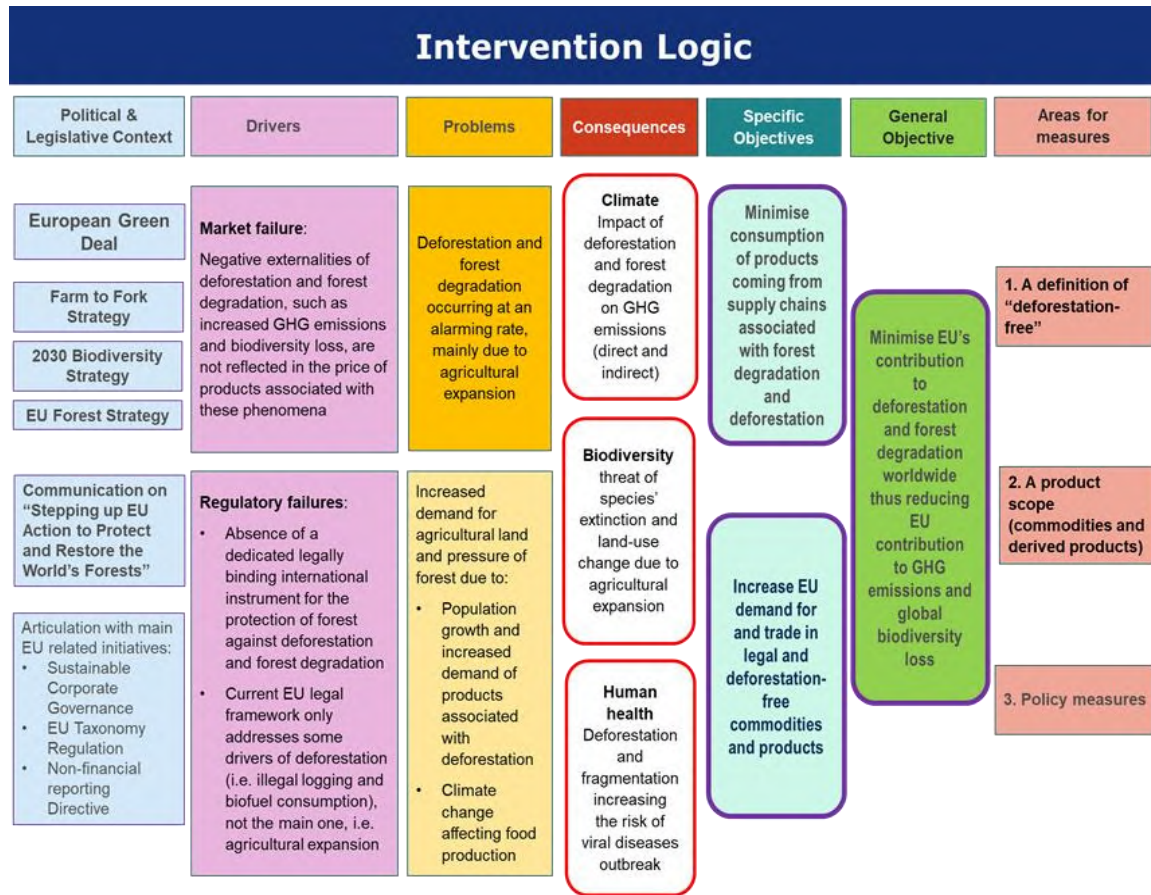 Intervention Logic
Political &
Legislative Context
Drivers
Problems
Consequences
Specific
Objectives
General
Objective
Areas for
measures
European Green
Deal
Farm to Fork
Strategy
2030 Biodiversity
Strategy
EU Forest Strategy
Communication on
“Stepping up EU
Action to Protect
and Restore the
World’s Forests”
Articulation with main
EU related initiatives:
• Sustainable
Corporate
Governance
• EU Taxonomy
Regulation
• Non-financial
reporting
Directive
Market failure:
Negative externalities of
deforestation and forest
degradation, such as
increased GHG emissions
and biodiversity loss, are
not reflected in the price of
products associated with
these phenomena
Regulatory failures:
• Absence of a
dedicated legally
binding international
instrument for the
protection of forest
against deforestation
and forest degradation
• Current EU legal
framework only
addresses some
drivers of deforestation
(i.e. illegal logging and
biofuel consumption),
not the main one, i.e.
agricultural expansion
Deforestation and
forest
degradation
occurring at an
alarming rate,
mainly due to
agricultural
expansion
Increased
demand for
agricultural land
and pressure of
forest due to:
• Population
growth and
increased
demand of
products
associated
with
deforestation
• Climate
change
affecting food
production
Climate
Impact of
deforestation
and forest
degradation
on GHG
emissions
(direct and
indirect)
Biodiversity
threat of
species’
extinction and
land-use
change due to
agricultural
expansion
Human
health
Deforestation
and
fragmentation
increasing
the risk of
viral diseases
outbreak
Minimise
consumption
of products
coming from
supply chains
associated
with forest
degradation
and
deforestation
Increase EU
demand for
and trade in
legal and
deforestation-
free
commodities
and products
Minimise EU’s
contribution
to
deforestation
and forest
degradation
worldwide
thus reducing
EU
contribution
to GHG
emissions and
global
biodiversity
loss
1. A definition of
“deforestation-
free”
2. A product
scope
(commodities and
derived products)
3. Policy measures